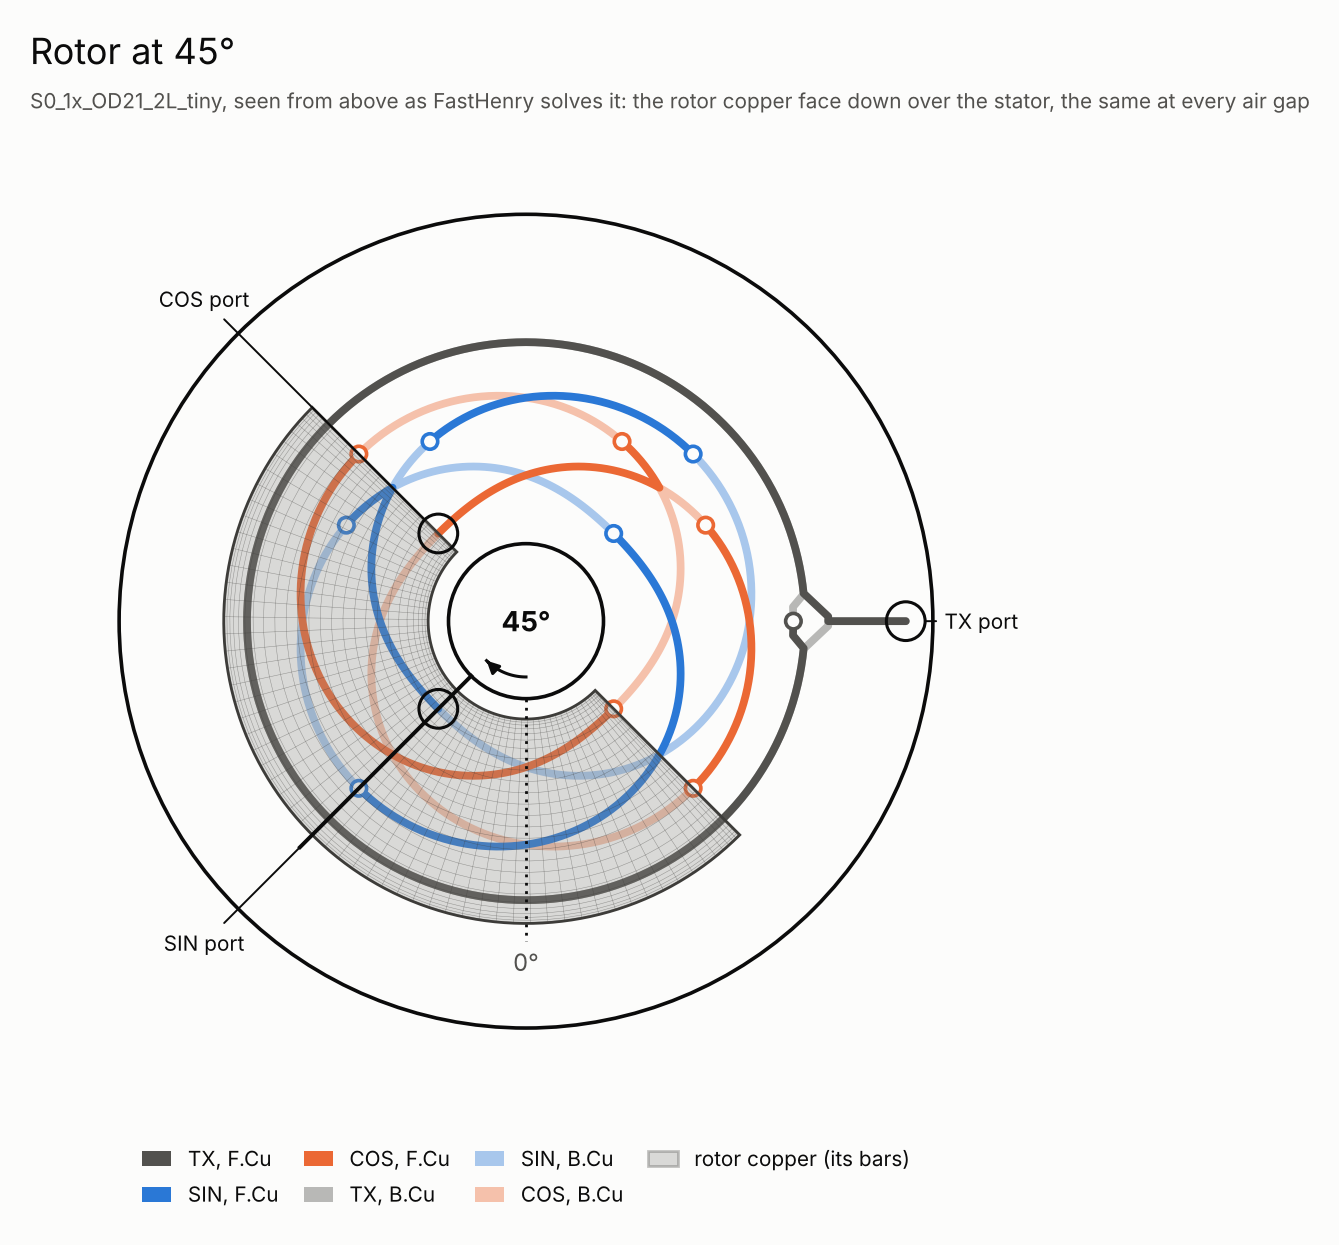 Rotor at 45°
S0_1x_OD21_2L_tiny, seen from above as FastHenry solves it: the rotor copper face down over the stator, the same at every air gap
COS port
45°
TX port
SIN port
0°
TX, F.Cu
COS, F.Cu
SIN, B.Cu
rotor copper (its bars)
SIN, F.Cu
TX, B.Cu
COS, B.Cu